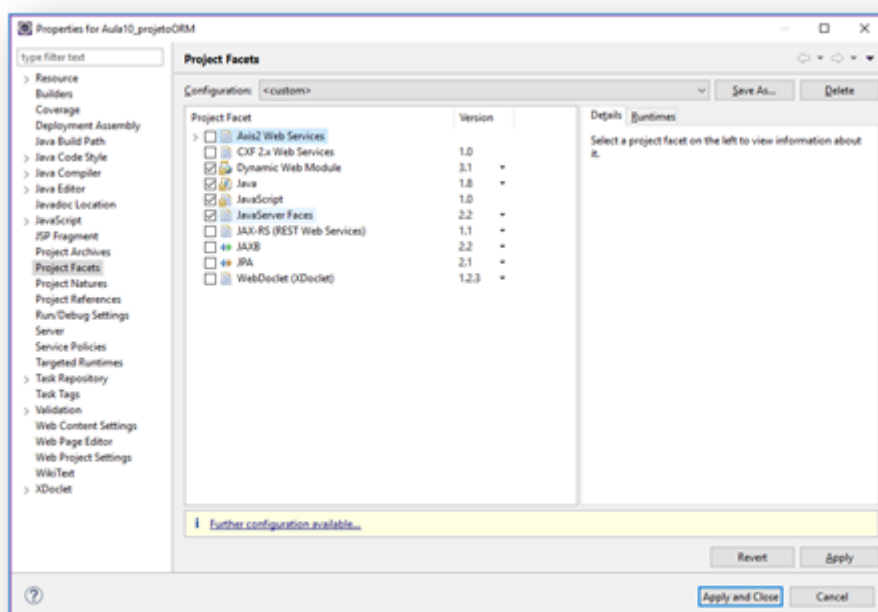 Properties for Aula10_projetoORM
type filter text
Resource
Builders
Coverage
Deployment Assembly
Java Build Path
Java Code Style
Java Compiler
Java Editor
Javadoc Location
JavaScript
JSP Fragment
Project Archives
Project Facets
Project Natures
Project References
Run/Debug Settings
Server
Service Policies
Targeted Runtimes
Task Repository
Task Tags
Validation
Web Content Settings
Web Page Editor
Web Project Settings
WikiText
XDoclet
Project Facets
Configuration: <custom>
Save As...
Delete
Project Facet Version
Axis2 Web Services
CXF 2.x Web Services 1.0
Dynamic Web Module 3.1
Java 1.8
JavaScript 1.0
JavaServer Faces 2.2
JAX-RS (REST Web Services) 1.1
JAXB 2.2
JPA 2.1
WebDoclet (XDoclet) 1.2.3
Details Runtimes
Select a project facet on the left to view information about
it.
i Further configuration available...
Revert Apply
? Apply and Close Cancel